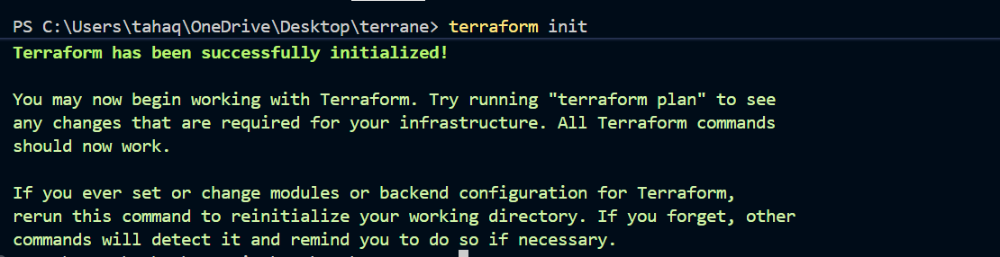 PS C:\Users\tahaq\OneDrive\Desktop\terrane> terraform init
Terraform has been successfully initialized!
You may now begin working with Terraform. Try running "terraform plan" to see
any changes that are required for your infrastructure. All Terraform commands
should now work.
If you ever set or change modules or backend configuration for Terraform,
rerun this command to reinitialize your working directory. If you forget, other
commands will detect it and remind you to do so if necessary.